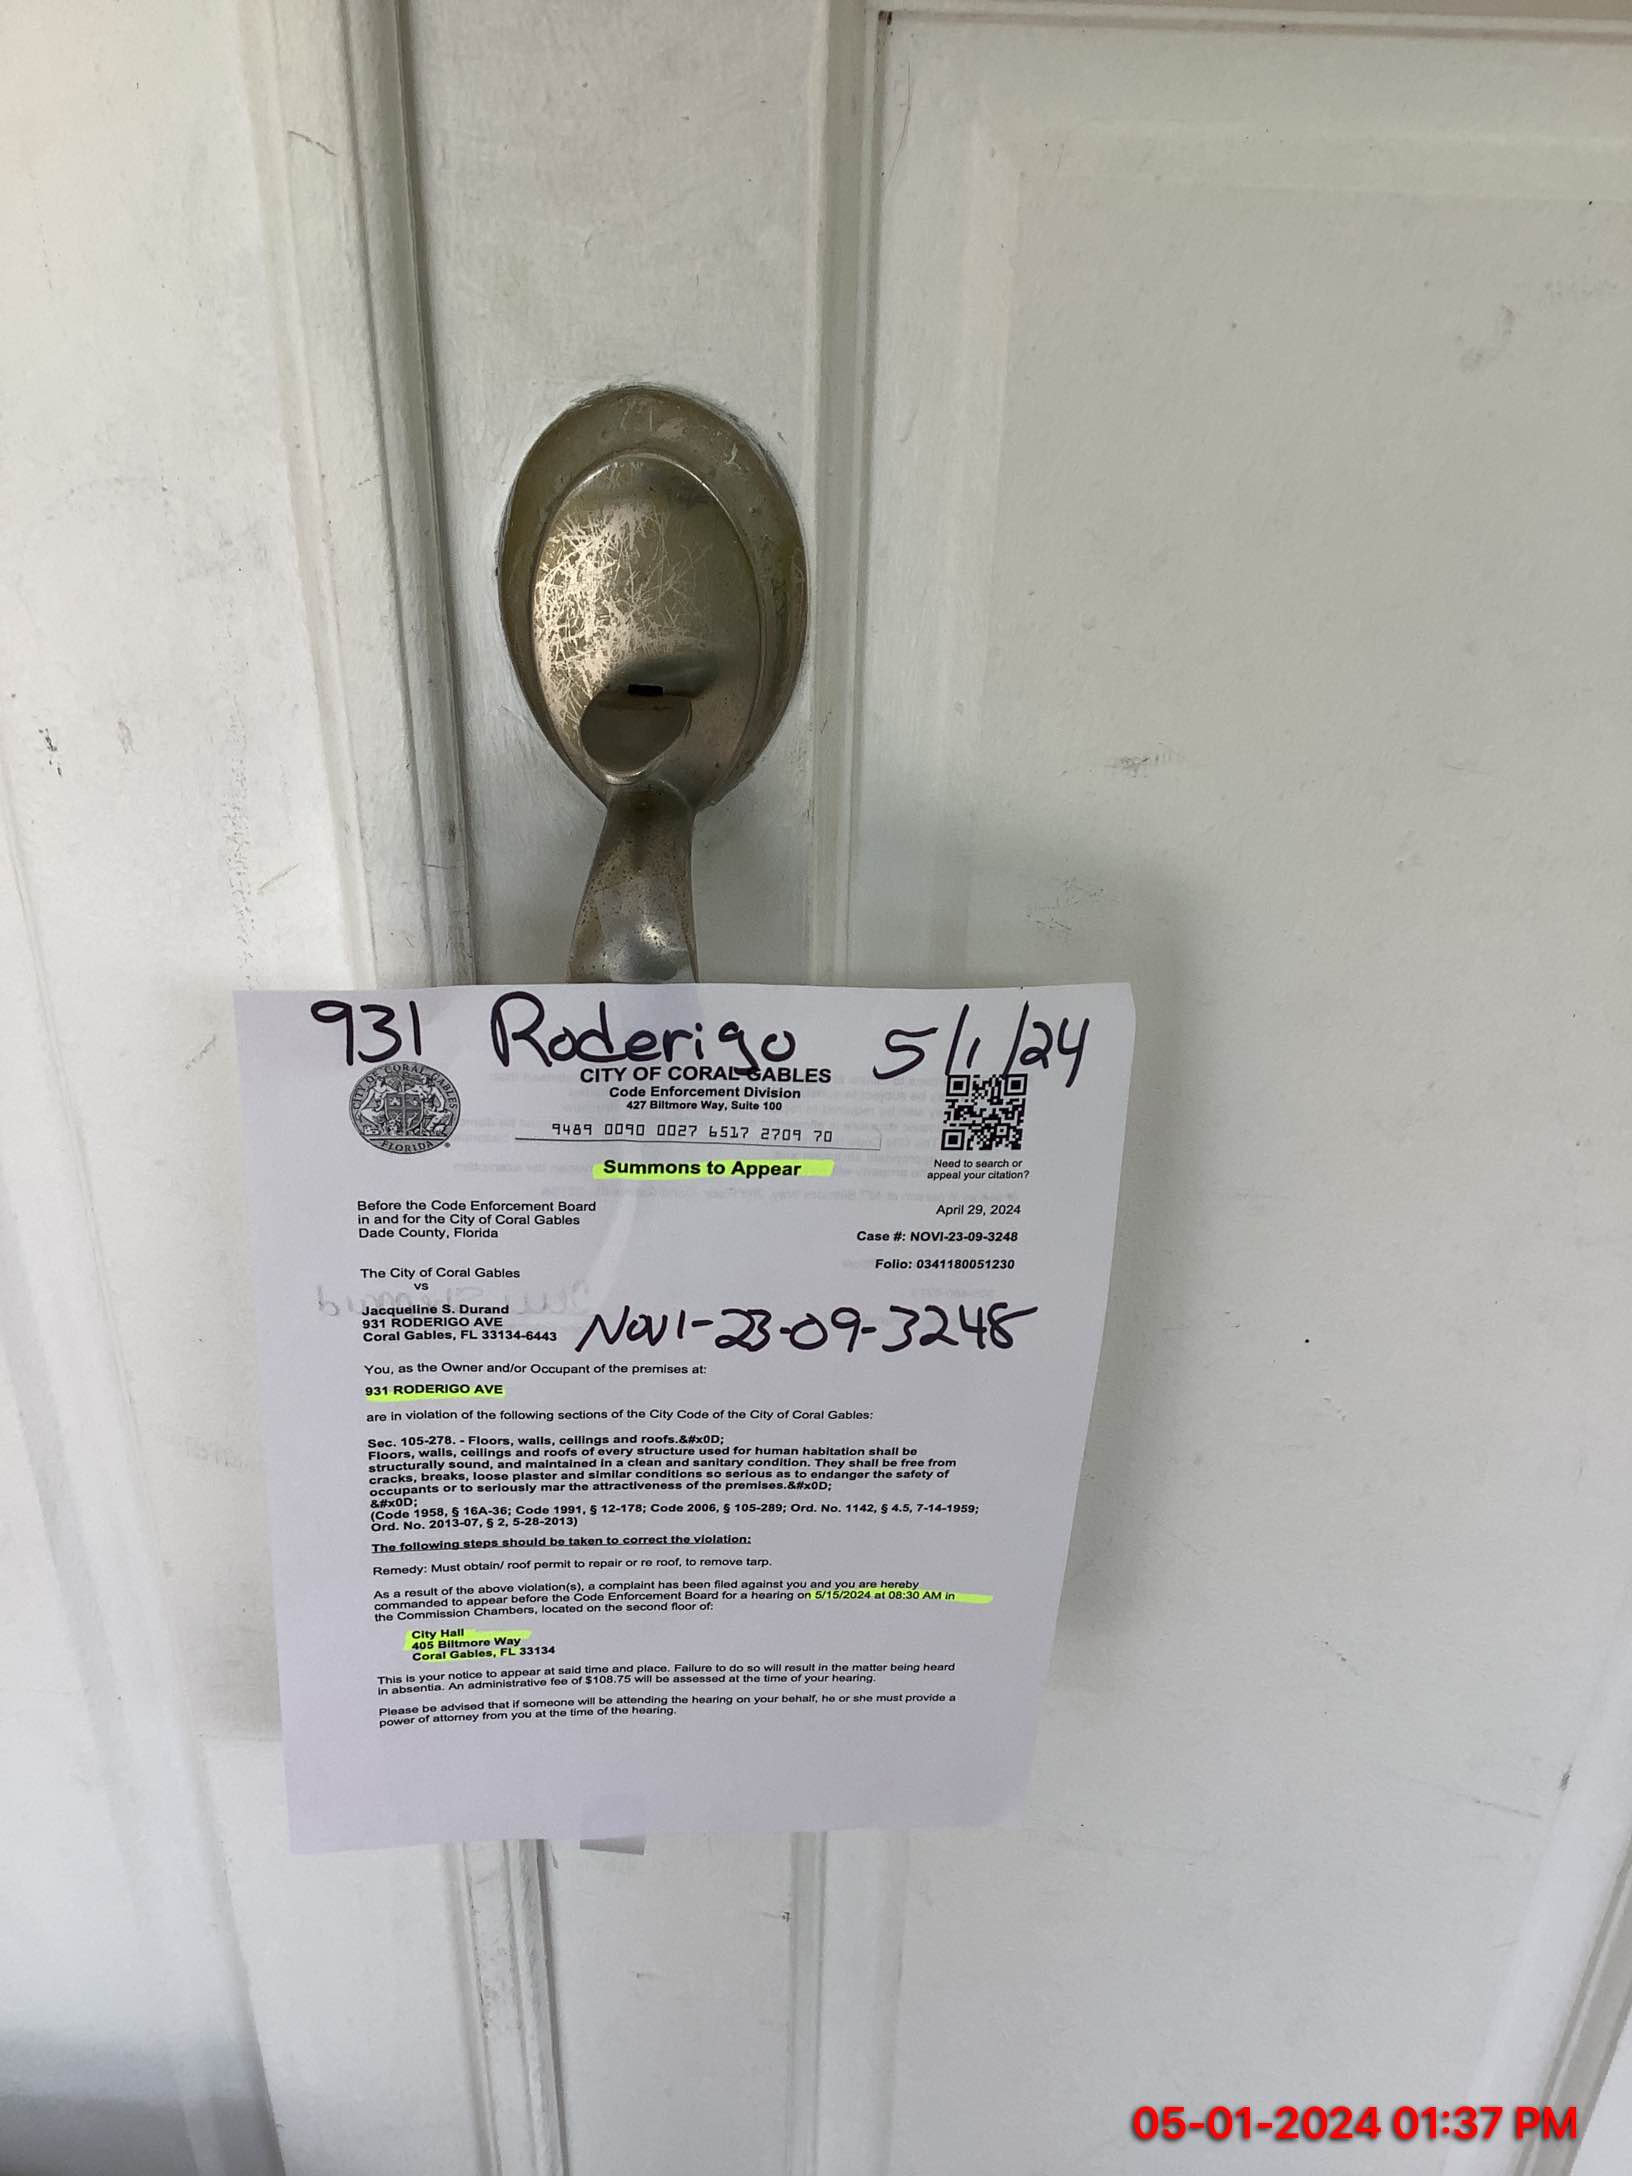 931 Roderigo 5/1/24
CITY OF CORAL GABLES
Code Enforcement Division
427 Biltmore Way, Suite 100
9489 0090 0027 6517 2709 70
CITY OF CORAL GABLES
FLORIDA
Need to search or
appeal your citation?
Summons to Appear
Before the Code Enforcement Board
in and for the City of Coral Gables
Dade County, Florida
April 29, 2024
Case #: NOVI-23-09-3248
Folio: 0341180051230
The City of Coral Gables
vs
Jacqueline S. Durand
931 RODERIGO AVE
Coral Gables, FL 33134-6443
NOVI-23-09-3248
You, as the Owner and/or Occupant of the premises at:
931 RODERIGO AVE
are in violation of the following sections of the City Code of the City of Coral Gables:
Sec. 105-278. - Floors, walls, ceilings and roofs.&#x0D;
Floors, walls, ceilings and roofs of every structure used for human habitation shall be
structurally sound, and maintained in a clean and sanitary condition. They shall be free from
cracks, breaks, loose plaster and similar conditions so serious as to endanger the safety of
occupants or to seriously mar the attractiveness of the premises.&#x0D;
&#x0D;
(Code 1958, § 16A-36; Code 1991, § 12-178; Code 2006, § 105-289; Ord. No. 1142, § 4.5, 7-14-1959;
Ord. No. 2013-07, § 2, 5-28-2013)
The following steps should be taken to correct the violation:
Remedy: Must obtain/ roof permit to repair or re roof, to remove tarp.
As a result of the above violation(s), a complaint has been filed against you and you are hereby
commanded to appear before the Code Enforcement Board for a hearing on 5/15/2024 at 08:30 AM in
the Commission Chambers, located on the second floor of:
City Hall
405 Biltmore Way
Coral Gables, FL 33134
This is your notice to appear at said time and place. Failure to do so will result in the matter being heard
in absentia. An administrative fee of $108.75 will be assessed at the time of your hearing.
Please be advised that if someone will be attending the hearing on your behalf, he or she must provide a
power of attorney from you at the time of the hearing.
05-01-2024 01:37 PM